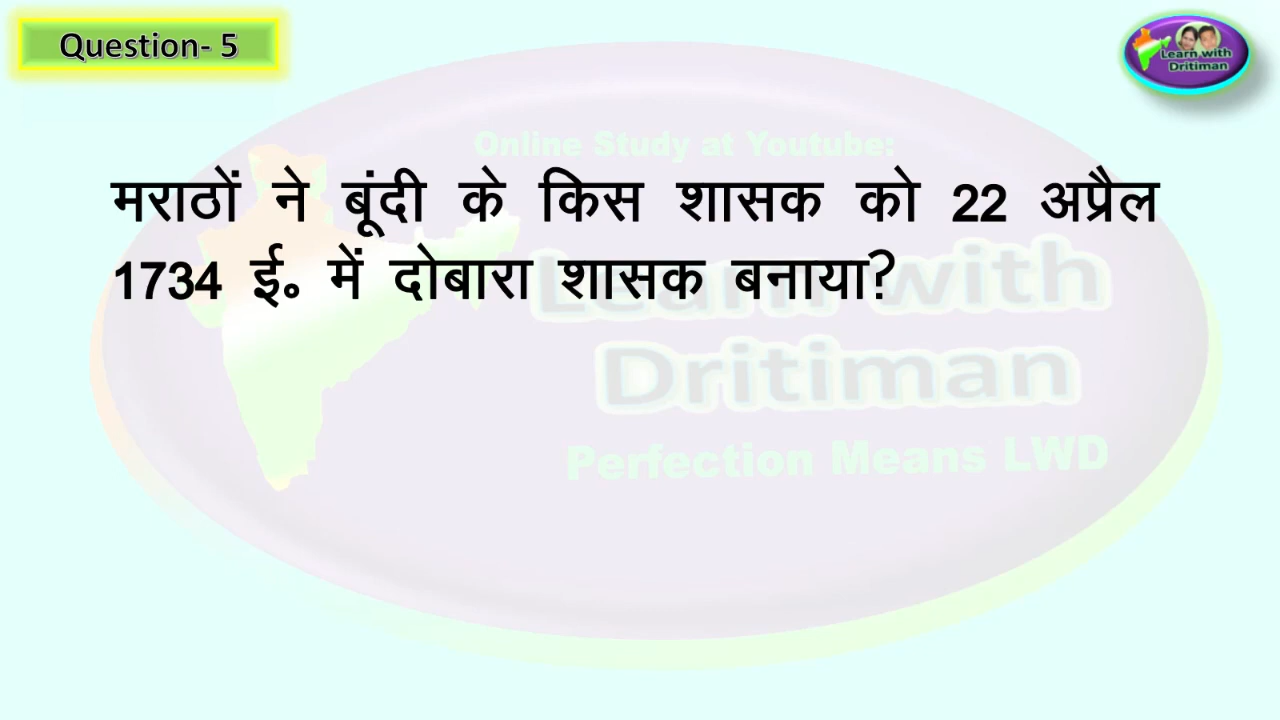 Question- 5
Learn with
Dritiman
Online Study at Youtube:
मराठों ने बूंदी के किस शासक को 22 अप्रैल
1734 ई॰ में दोबारा शासक बनाया?
Learn with
Dritiman
Perfection Means LWD